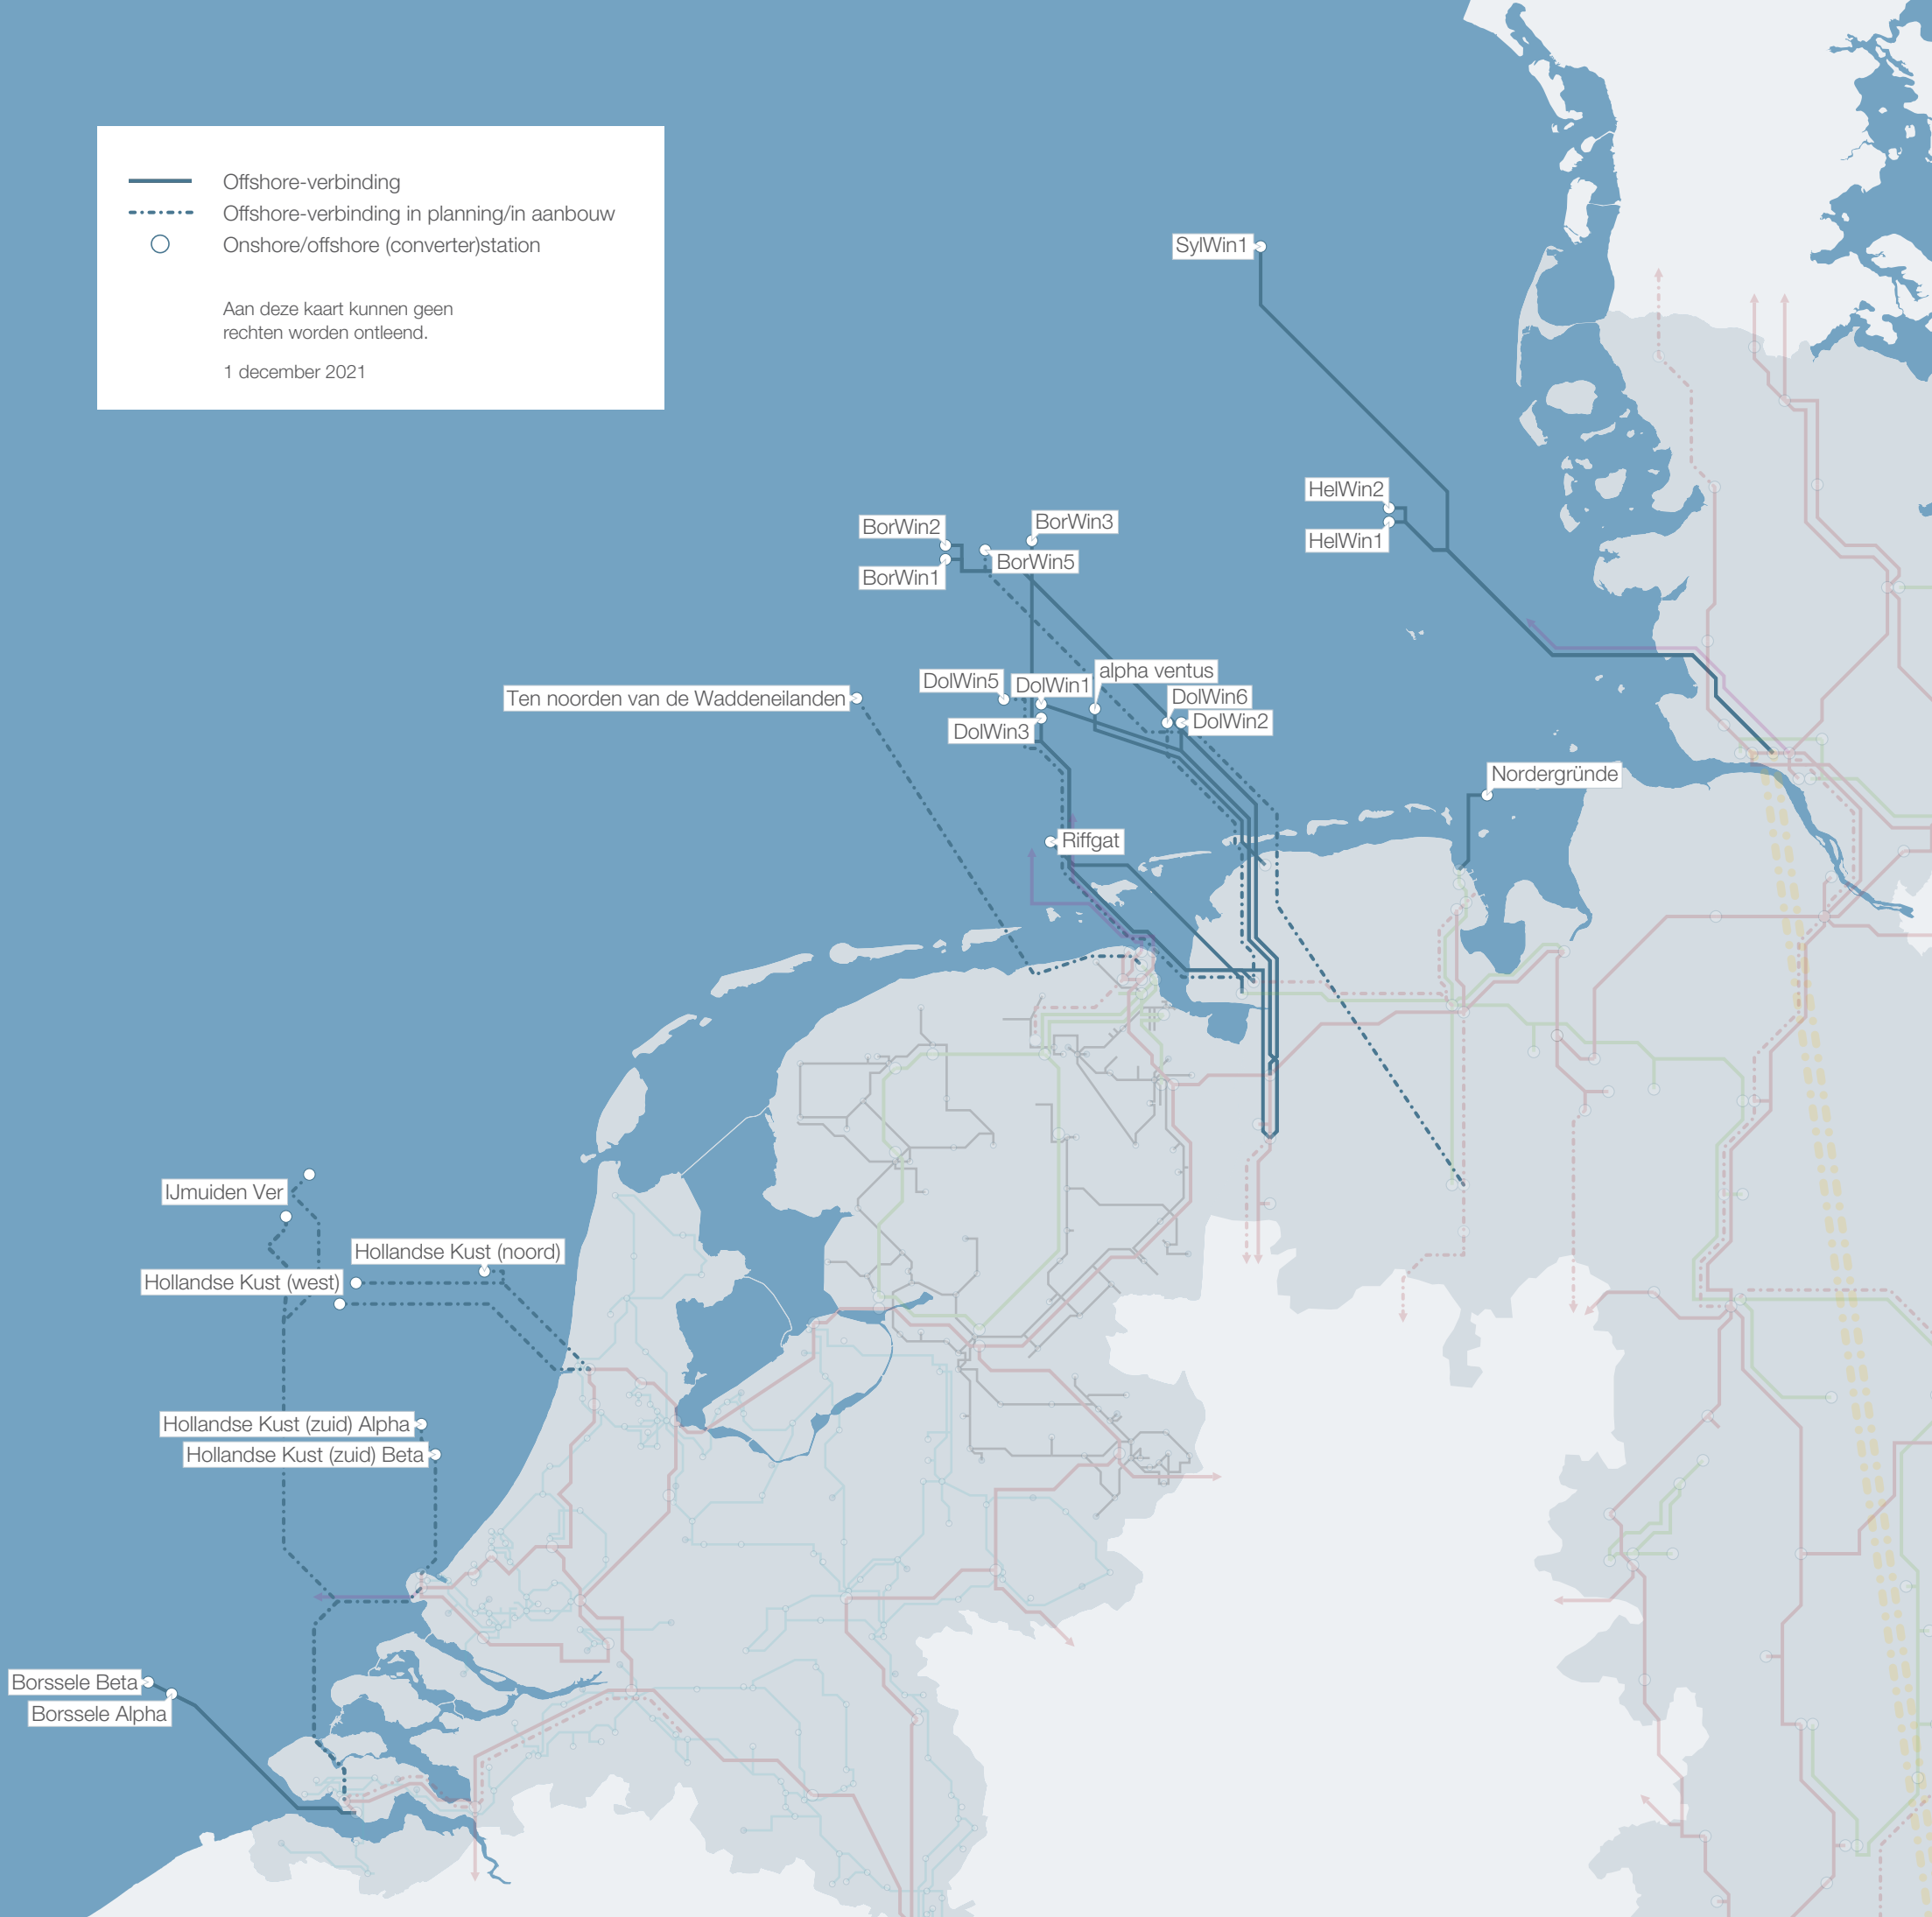 Offshore-verbinding
Offshore-verbinding in planning/in aanbouw
Onshore/offshore (converter)station
Aan deze kaart kunnen geen
rechten worden ontleend.
1 december 2021
SylWin1
HelWin2
HelWin1
BorWin2
BorWin3
BorWin5
BorWin1
alpha ventus
DolWin5
DolWin1
DolWin6
Ten noorden van de Waddeneilanden
DolWin2
DolWin3
Nordergründe
Riffgat
IJmuiden Ver
Hollandse Kust (noord)
Hollandse Kust (west)
Hollandse Kust (zuid) Alpha
Hollandse Kust (zuid) Beta
Borssele Beta
Borssele Alpha